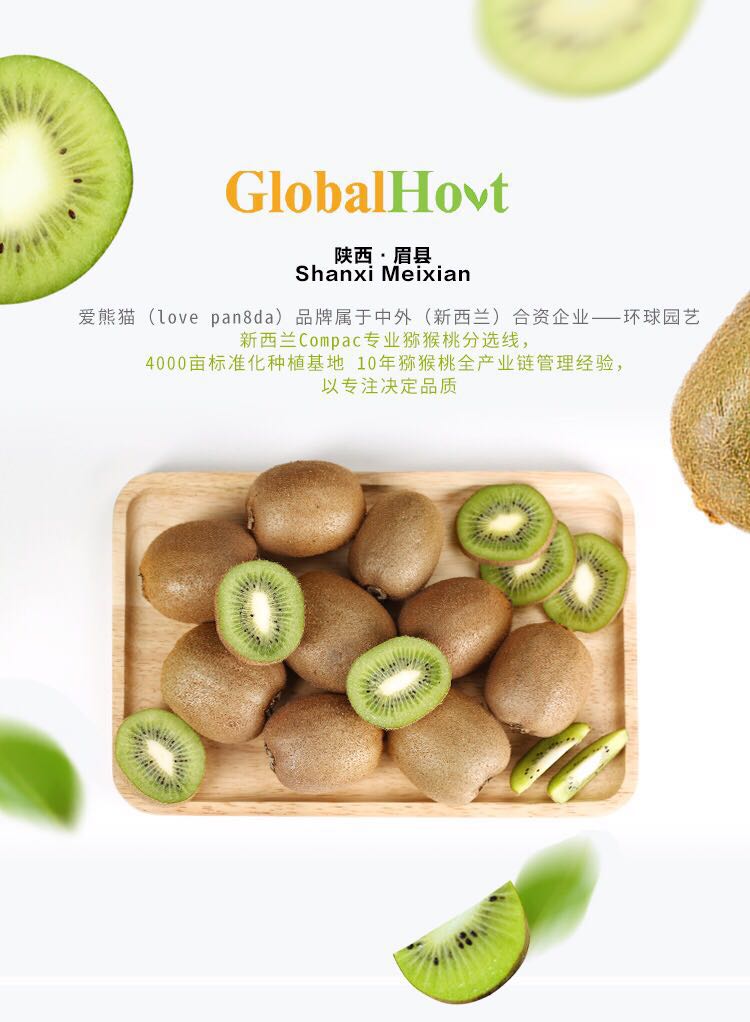 GlobalHort
陕西·眉县
Shanxi Meixian
爱熊猫（love pan8da）品牌属于中外（新西兰）合资企业——环球园艺
新西兰Compac专业猕猴桃分选线，
4000亩标准化种植基地 10年猕猴桃全产业链管理经验，
以专注决定品质